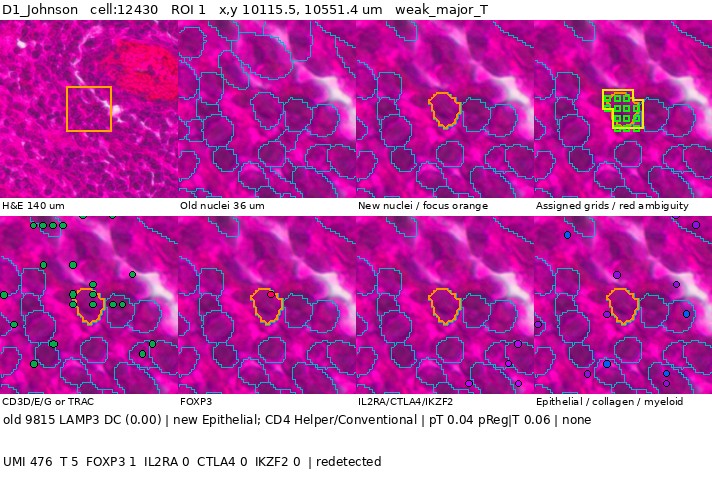 D1_Johnson cell:12430 ROI 1 x,y 10115.5, 10551.4 um weak_major_T
H&E 140 um
Old nuclei 36 um
New nuclei / focus orange
Assigned grids / red ambiguity
CD3D/E/G or TRAC
FOXP3
IL2RA/CTLA4/IKZF2
Epithelial / collagen / myeloid
old 9815 LAMP3 DC (0.00) | new Epithelial; CD4 Helper/Conventional | pT 0.04 pReg|T 0.06 | none
UMI 476 T 5 FOXP3 1 IL2RA 0 CTLA4 0 IKZF2 0 | redetected